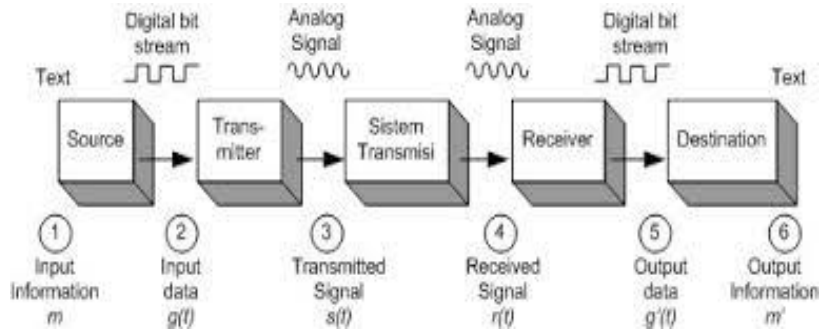 Digital bit
stream
Analog
Signal
Analog
Signal
Digital bit
stream
Text
Text
Source
Trans-
mitter
Sistem
Transmisi
Receiver
Destination
1
2
3
4
5
6
Input
Information
m
Input
data
g(t)
Transmitted
Signal
s(t)
Received
Signal
r(t)
Output
data
g'(t)
Output
Information
m'